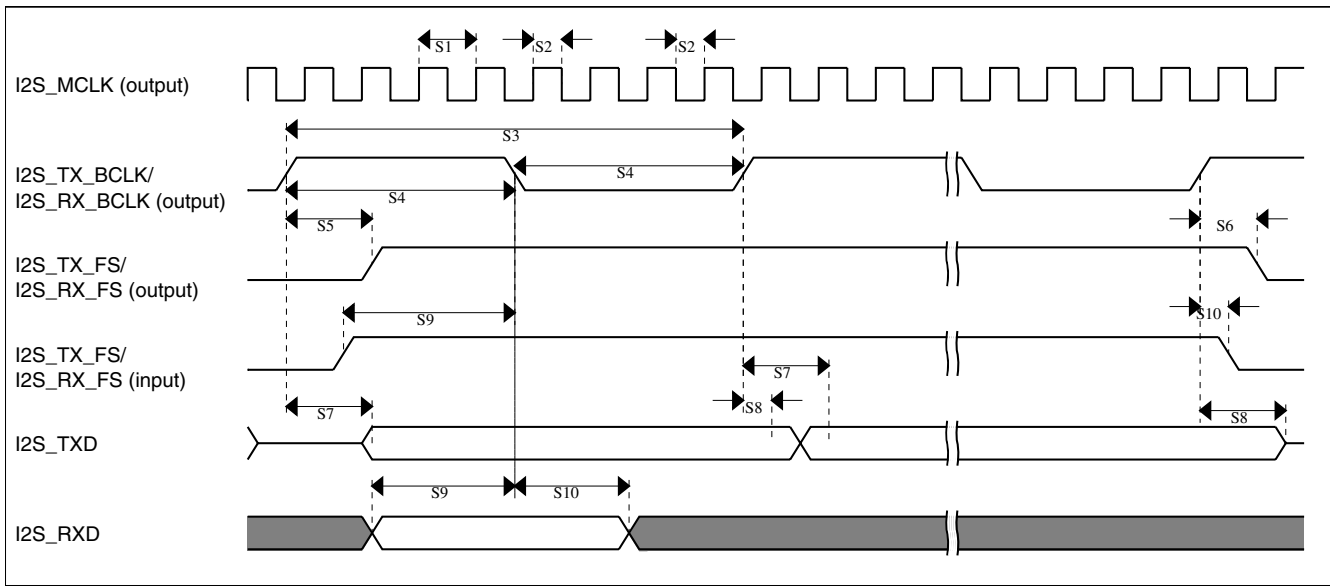 S1
S2
S2
I2S_MCLK (output)
S3
I2S_TX_BCLK/
I2S_RX_BCLK (output)
S4
S4
S5
S6
I2S_TX_FS/
I2S_RX_FS (output)
S9
S10
I2S_TX_FS/
I2S_RX_FS (input)
S7
S7
S8
S8
I2S_TXD
S9
S10
I2S_RXD